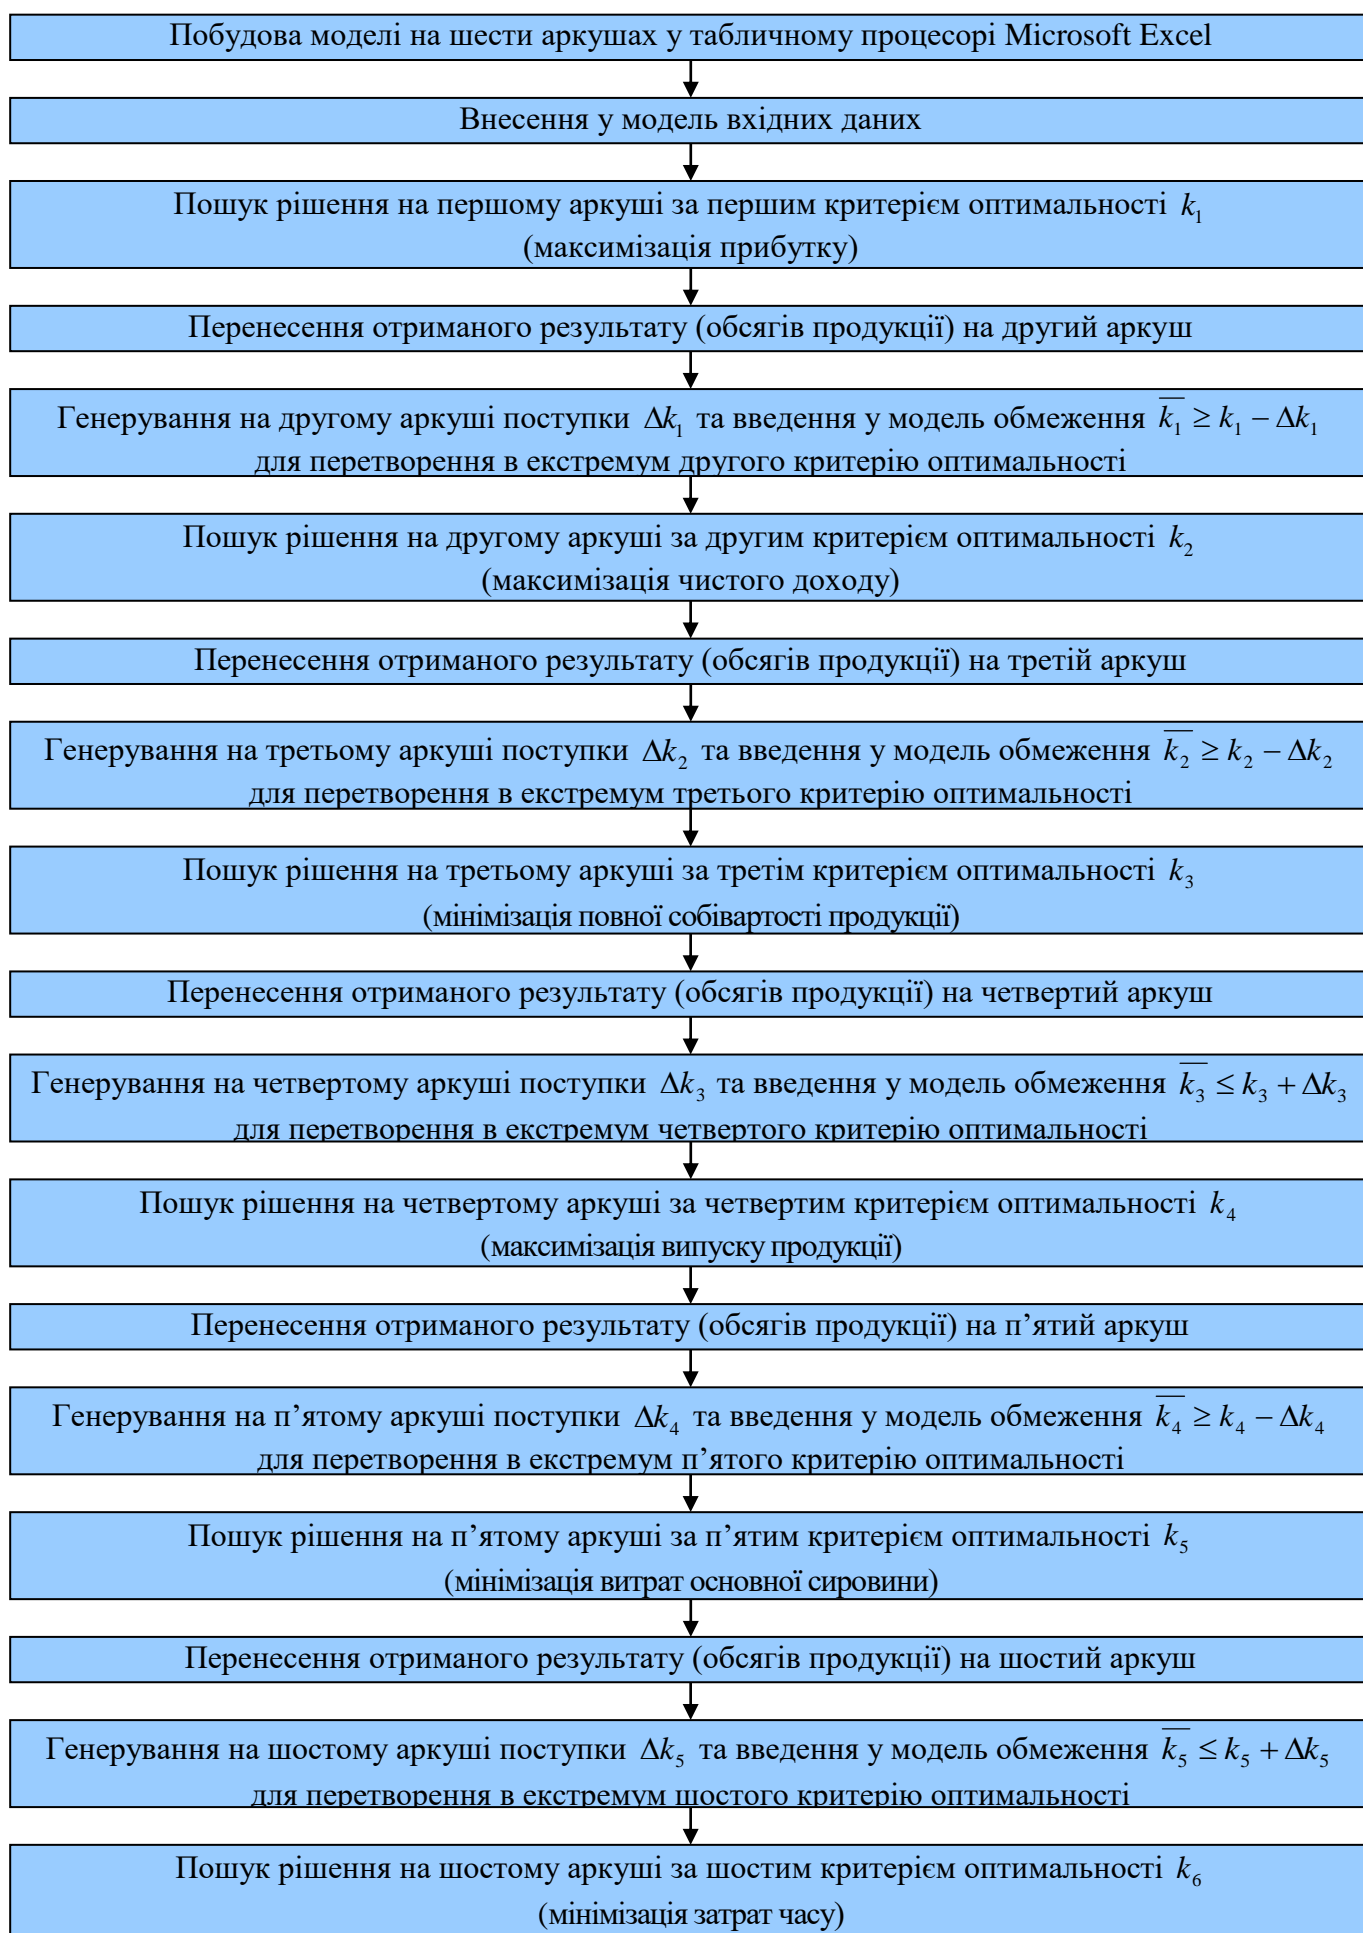 Побудова моделі на шести аркушах у табличному процесорі Microsoft Excel
Внесення у модель вхідних даних
Пошук рішення на першому аркуші за першим критерієм оптимальності k₁
(максимізація прибутку)
Перенесення отриманого результату (обсягів продукції) на другий аркуш
Генерування на другому аркуші поступки Δk₁ та введення у модель обмеження k̅₁ ≥ k₁ − Δk₁
для перетворення в екстремум другого критерію оптимальності
Пошук рішення на другому аркуші за другим критерієм оптимальності k₂
(максимізація чистого доходу)
Перенесення отриманого результату (обсягів продукції) на третій аркуш
Генерування на третьому аркуші поступки Δk₂ та введення у модель обмеження k̅₂ ≥ k₂ − Δk₂
для перетворення в екстремум третього критерію оптимальності
Пошук рішення на третьому аркуші за третім критерієм оптимальності k₃
(мінімізація повної собівартості продукції)
Перенесення отриманого результату (обсягів продукції) на четвертий аркуш
Генерування на четвертому аркуші поступки Δk₃ та введення у модель обмеження k̅₃ ≤ k₃ + Δk₃
для перетворення в екстремум четвертого критерію оптимальності
Пошук рішення на четвертому аркуші за четвертим критерієм оптимальності k₄
(максимізація випуску продукції)
Перенесення отриманого результату (обсягів продукції) на п’ятий аркуш
Генерування на п’ятому аркуші поступки Δk₄ та введення у модель обмеження k̅₄ ≥ k₄ − Δk₄
для перетворення в екстремум п’ятого критерію оптимальності
Пошук рішення на п’ятому аркуші за п’ятим критерієм оптимальності k₅
(мінімізація витрат основної сировини)
Перенесення отриманого результату (обсягів продукції) на шостий аркуш
Генерування на шостому аркуші поступки Δk₅ та введення у модель обмеження k̅₅ ≤ k₅ + Δk₅
для перетворення в екстремум шостого критерію оптимальності
Пошук рішення на шостому аркуші за шостим критерієм оптимальності k₆
(мінімізація затрат часу)